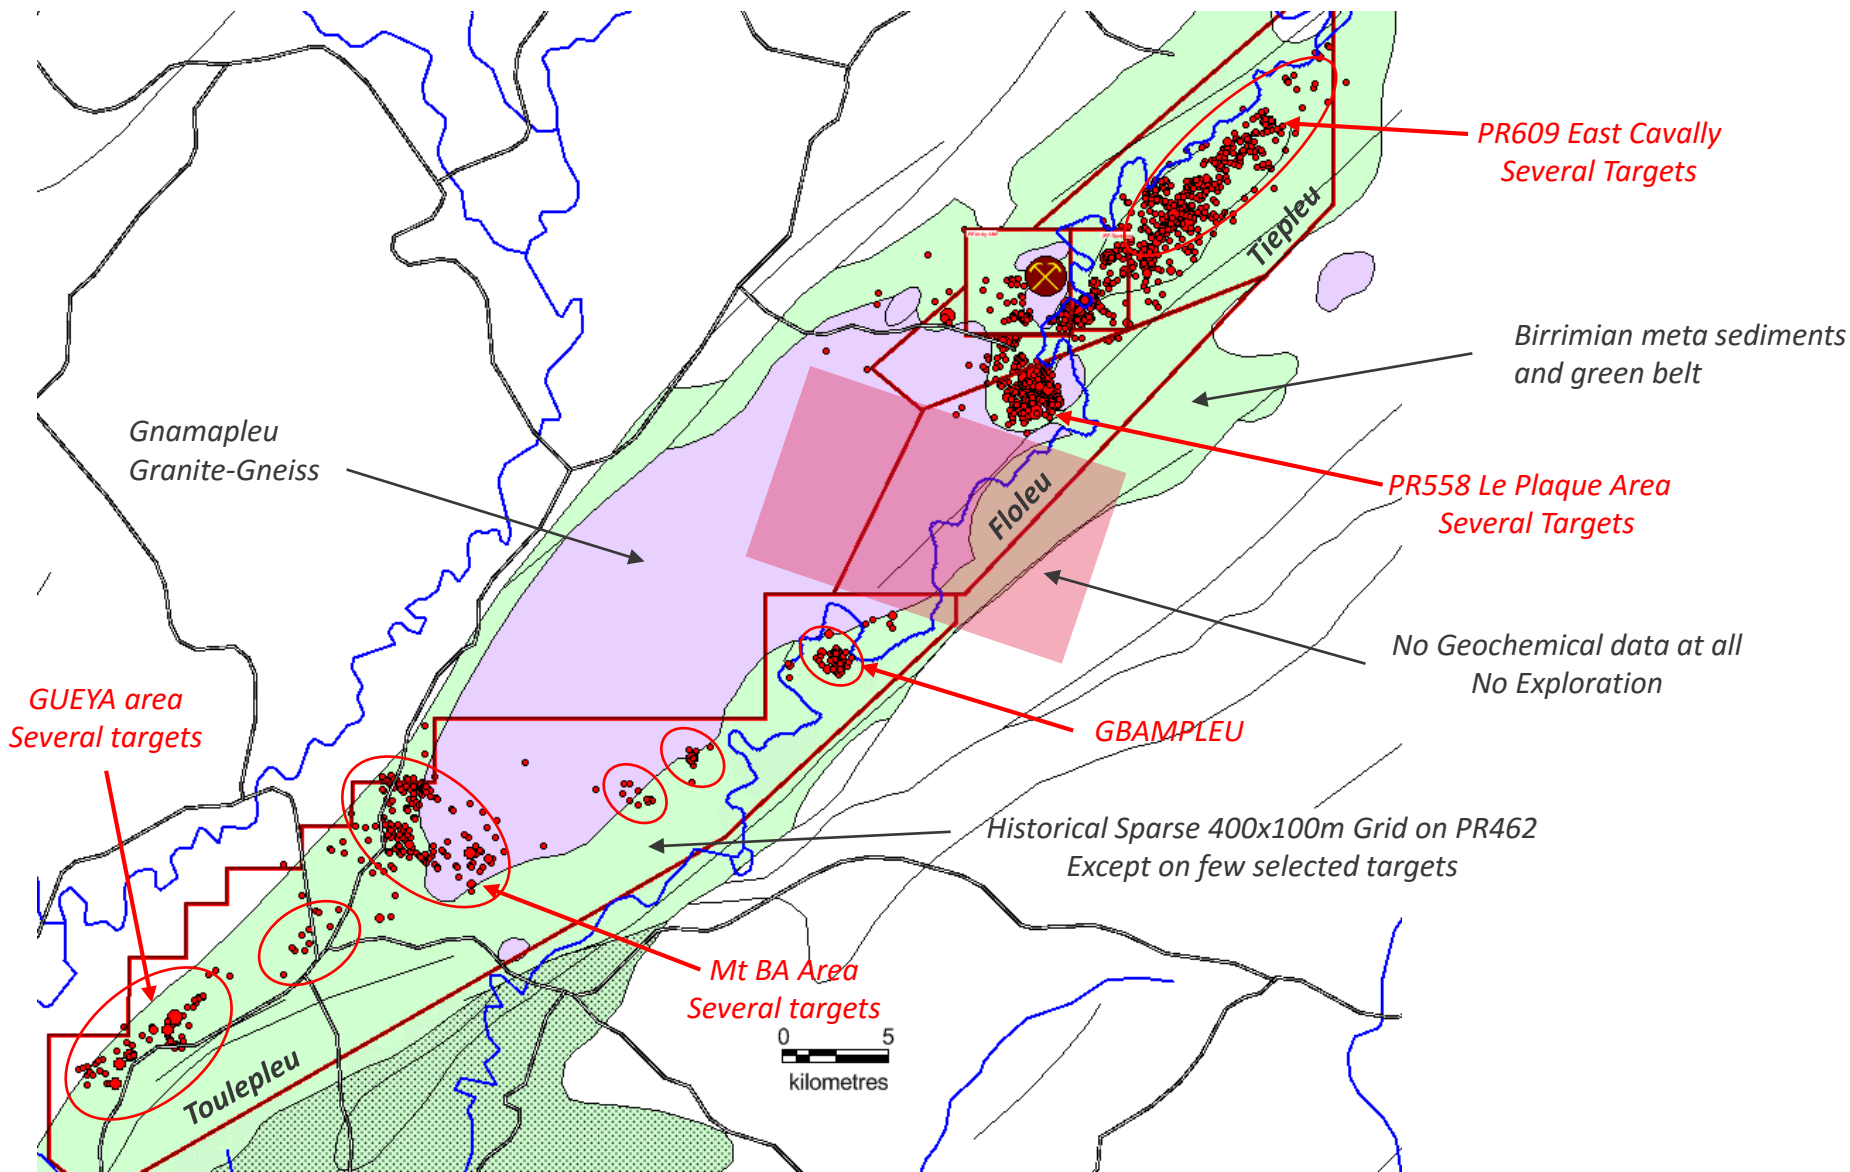 PR609 East Cavally
Several Targets
Tiepleu
Birrimian meta sediments
and green belt
Gnamapleu
Granite-Gneiss
PR558 Le Plaque Area
Several Targets
Floleu
No Geochemical data at all
No Exploration
GUEYA area
Several targets
GBAMPLEU
Historical Sparse 400x100m Grid on PR462
Except on few selected targets
Mt BA Area
Several targets
Toulepleu
0 5
kilometres